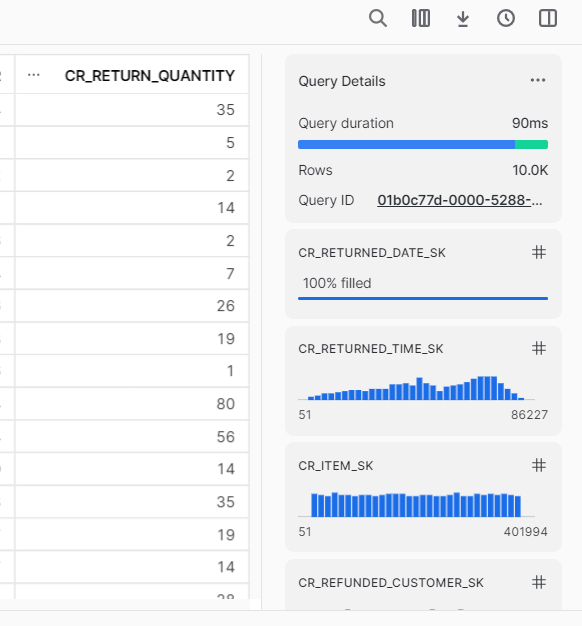 ··· CR_RETURN_QUANTITY
35
5
2
14
2
7
26
19
1
80
56
14
35
19
14
Query Details ···
Query duration 90ms
Rows 10.0K
Query ID 01b0c77d-0000-5288-...
CR_RETURNED_DATE_SK
100% filled
CR_RETURNED_TIME_SK
51 86227
CR_ITEM_SK
51 401994
CR_REFUNDED_CUSTOMER_SK